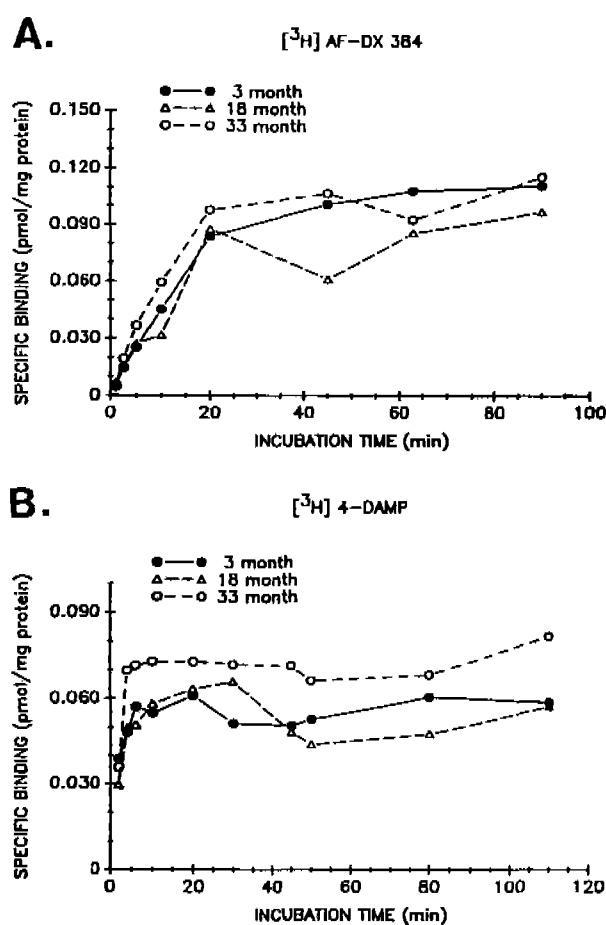 A.
[³H] AF-DX 384
3 month
18 month
33 month
SPECIFIC BINDING (pmol/mg protein)
0.150
0.120
0.090
0.060
0.030
0
0 20 40 60 80 100
INCUBATION TIME (min)
B.
[³H] 4-DAMP
3 month
18 month
33 month
SPECIFIC BINDING (pmol/mg protein)
0.090
0.060
0.030
0
0 20 40 60 80 100 120
INCUBATION TIME (min)